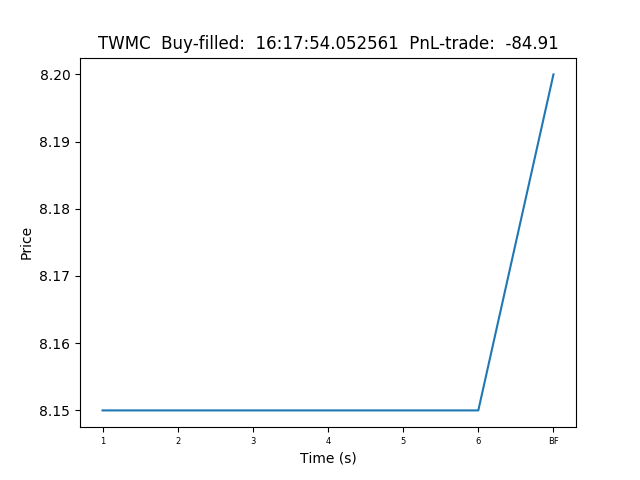 TWMC  Buy-filled:  16:17:54.052561  PnL-trade:  -84.91
Price
8.20
8.19
8.18
8.17
8.16
8.15
1 2 3 4 5 6 BF
Time (s)